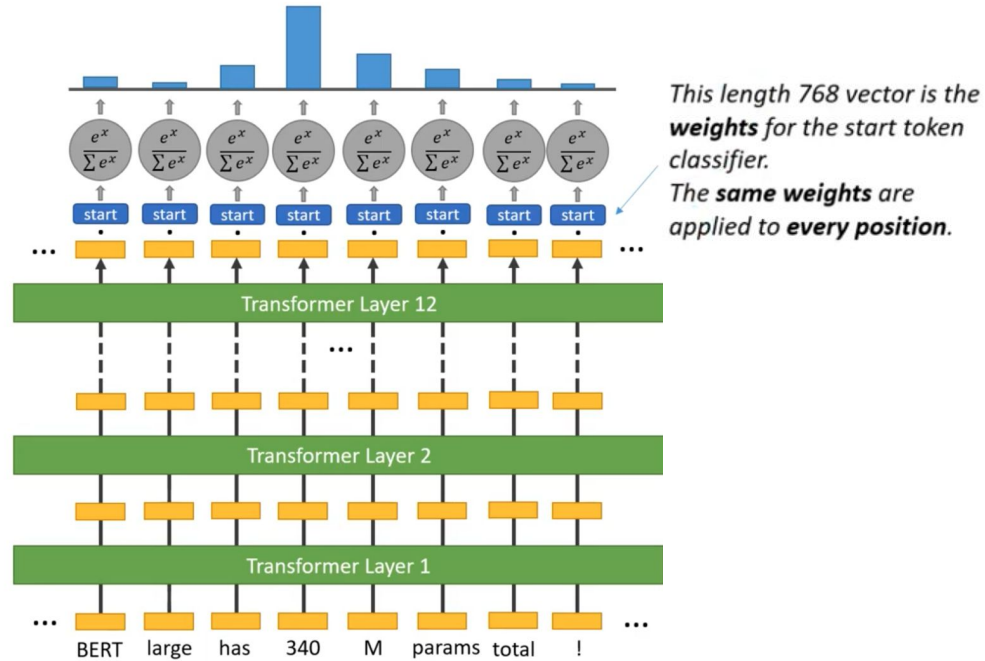 e^x e^x e^x e^x e^x e^x e^x e^x
∑ e^x ∑ e^x ∑ e^x ∑ e^x ∑ e^x ∑ e^x ∑ e^x ∑ e^x
start start start start start start start start
... ...
This length 768 vector is the
weights for the start token
classifier.
The same weights are
applied to every position.
Transformer Layer 12
...
Transformer Layer 2
Transformer Layer 1
... ...
BERT large has 340 M params total !